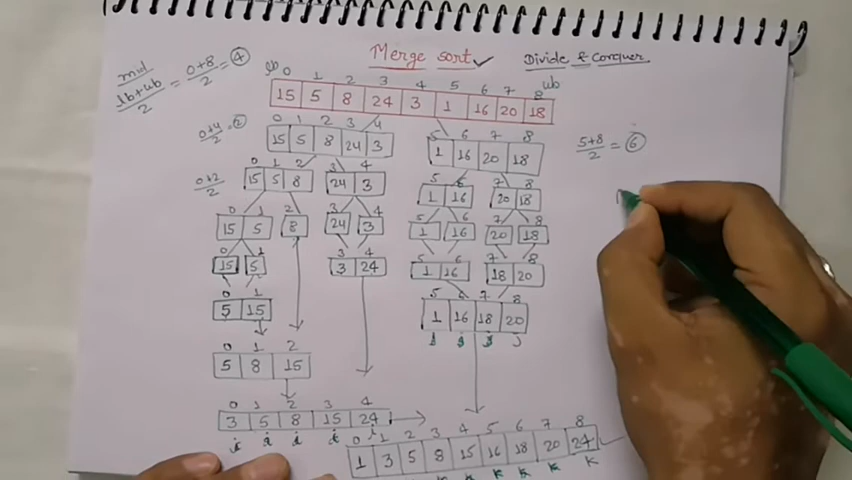 Merge sort ✓ Divide & Conquer
mid
lb+ub/2 = 0+8/2 = 4
lb ub
0 1 2 3 4 5 6 7 8
15 5 8 24 3 1 16 20 18
0+4/2 = 2
0 1 2 3 4 5 6 7 8
15 5 8 24 3 1 16 20 18
5+8/2 = 6
0+2/2
0 1 2 3 4 5 6 7 8
15 5 8 24 3 1 16 20 18
0 1 2 3 4 5 6 7 8
15 5 8 24 3 1 16 20 18
0 1 3 4 5 6 7 8
15 5 3 24 1 16 18 20
0 1 5 6 7 8
5 15 1 16 18 20
j j j j
0 1 2
5 8 15
0 1 2 3 4
3 5 8 15 24
i i i i i
0 1 2 3 4 5 6 7 8
1 3 5 8 15 16 18 20 24
k k k k k